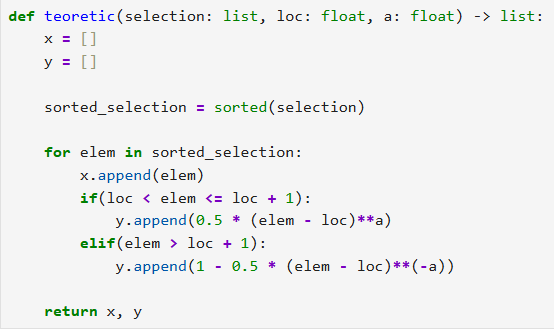 def teoretic(selection: list, loc: float, a: float) -> list:
    x = []
    y = []

    sorted_selection = sorted(selection)

    for elem in sorted_selection:
        x.append(elem)
        if(loc < elem <= loc + 1):
            y.append(0.5 * (elem - loc)**a)
        elif(elem > loc + 1):
            y.append(1 - 0.5 * (elem - loc)**(-a))

    return x, y